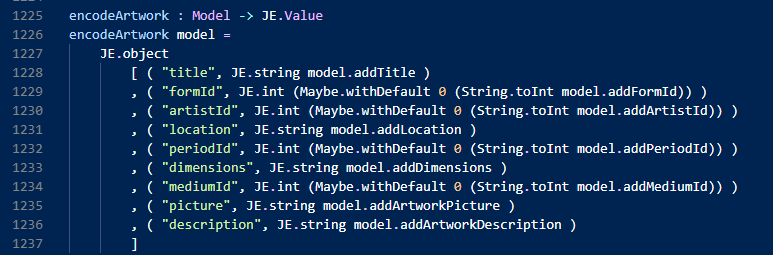 1225 encodeArtwork : Model -> JE.Value
1226 encodeArtwork model =
1227     JE.object
1228         [ ( "title", JE.string model.addTitle )
1229         , ( "formId", JE.int (Maybe.withDefault 0 (String.toInt model.addFormId)) )
1230         , ( "artistId", JE.int (Maybe.withDefault 0 (String.toInt model.addArtistId)) )
1231         , ( "location", JE.string model.addLocation )
1232         , ( "periodId", JE.int (Maybe.withDefault 0 (String.toInt model.addPeriodId)) )
1233         , ( "dimensions", JE.string model.addDimensions )
1234         , ( "mediumId", JE.int (Maybe.withDefault 0 (String.toInt model.addMediumId)) )
1235         , ( "picture", JE.string model.addArtworkPicture )
1236         , ( "description", JE.string model.addArtworkDescription )
1237         ]